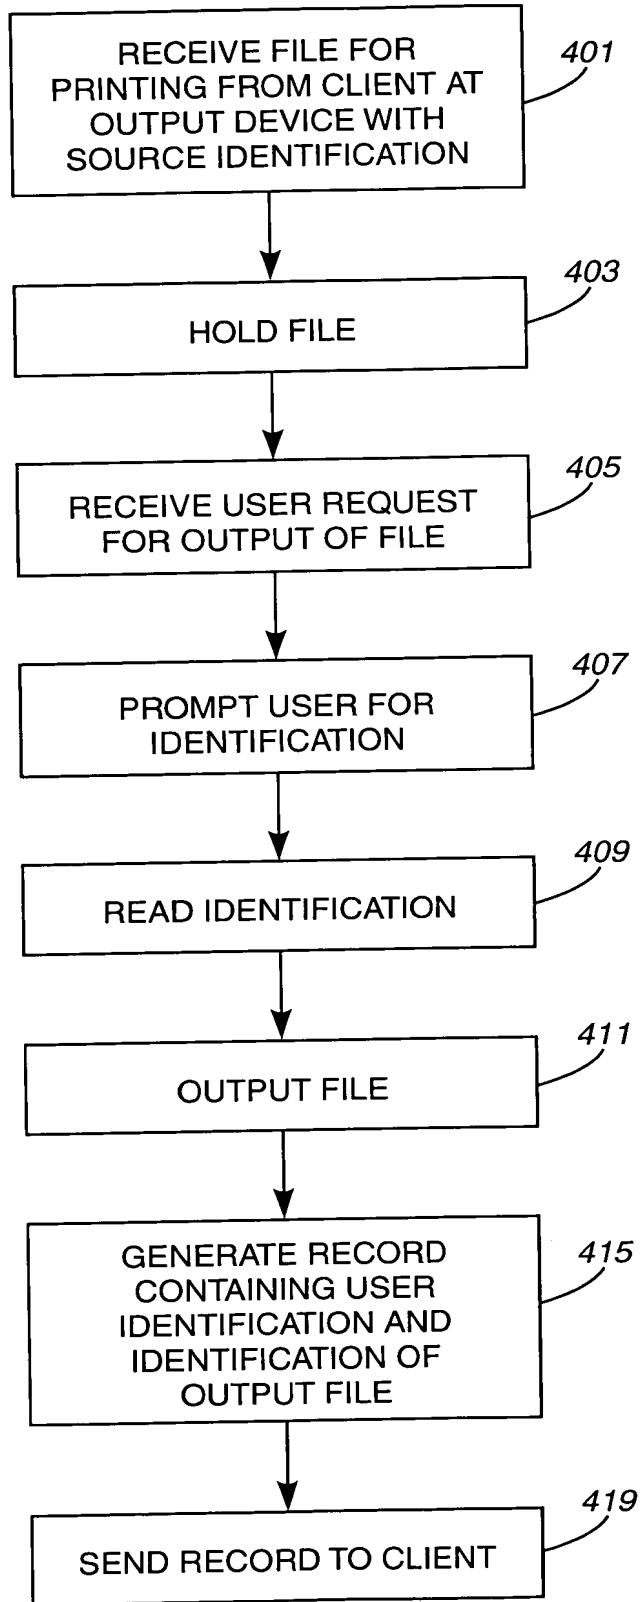 RECEIVE FILE FOR
PRINTING FROM CLIENT AT
OUTPUT DEVICE WITH
SOURCE IDENTIFICATION
401
403
HOLD FILE
405
RECEIVE USER REQUEST
FOR OUTPUT OF FILE
407
PROMPT USER FOR
IDENTIFICATION
409
READ IDENTIFICATION
411
OUTPUT FILE
GENERATE RECORD
CONTAINING USER
IDENTIFICATION AND
IDENTIFICATION OF
OUTPUT FILE
415
419
SEND RECORD TO CLIENT